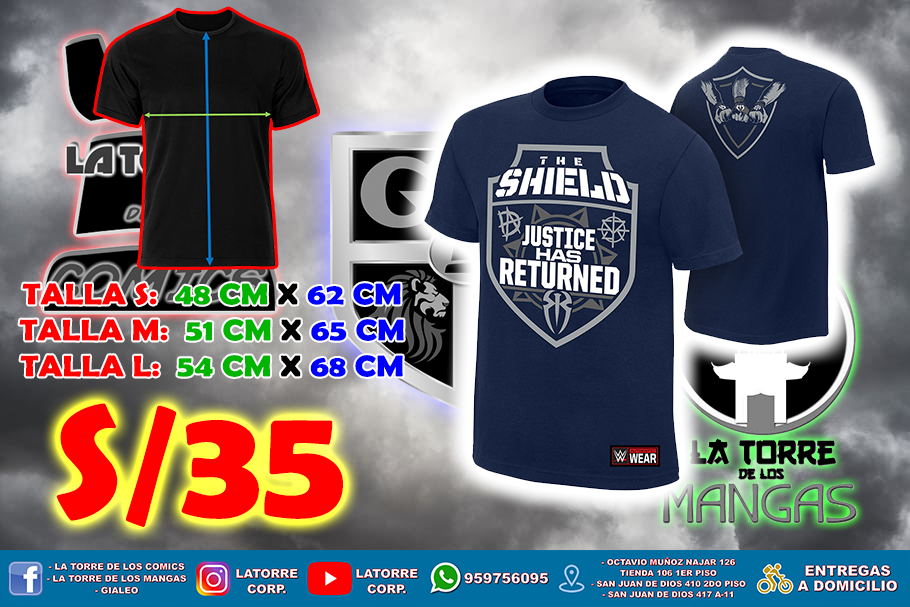 LA TOR
D
COMICS
G
TALLA S: 48 CM X 62 CM
TALLA M: 51 CM X 65 CM
TALLA L: 54 CM X 68 CM
S/35
THE
SHIELD
JUSTICE
HAS
RETURNED
W WEAR
LA TORRE
DE LOS
MANGAS
- LA TORRE DE LOS COMICS
- LA TORRE DE LOS MANGAS
- GIALEO
LATORRE
CORP.
LATORRE
CORP.
959756095
- OCTAVIO MUÑOZ NAJAR 126
TIENDA 106 1ER PISO
- SAN JUAN DE DIOS 410 2DO PISO
- SAN JUAN DE DIOS 417 A-11
ENTREGAS
A DOMICILIO